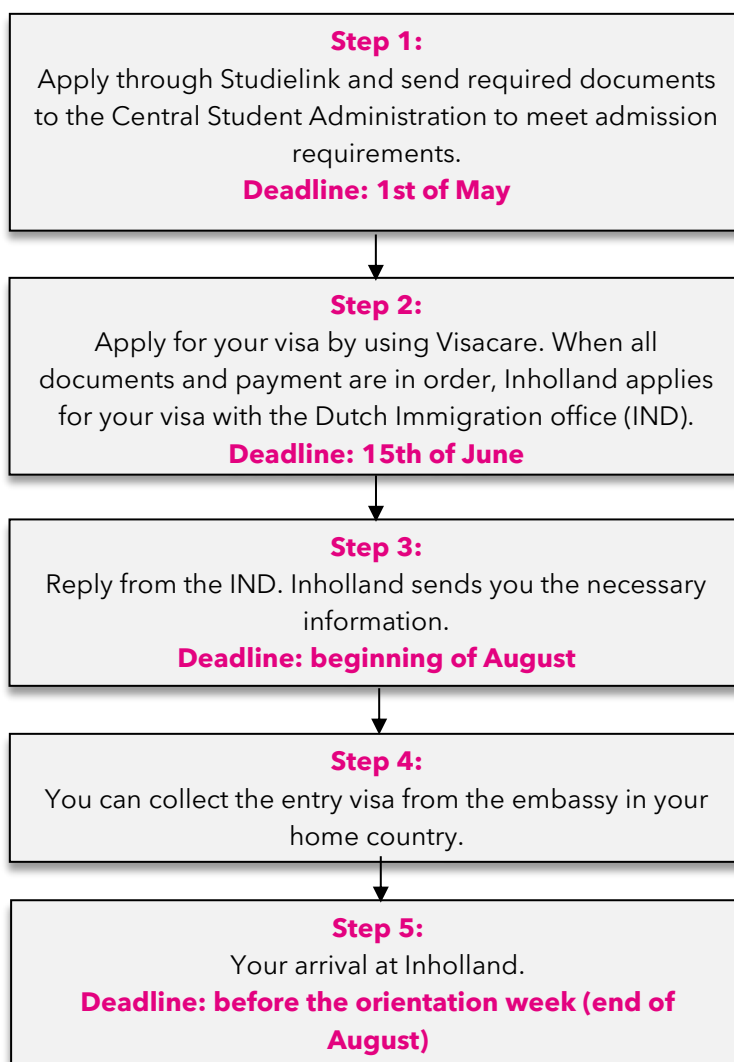 Step 1:
Apply through Studielink and send required documents
to the Central Student Administration to meet admission
requirements.
Deadline: 1st of May
Step 2:
Apply for your visa by using Visacare. When all
documents and payment are in order, Inholland applies
for your visa with the Dutch Immigration office (IND).
Deadline: 15th of June
Step 3:
Reply from the IND. Inholland sends you the necessary
information.
Deadline: beginning of August
Step 4:
You can collect the entry visa from the embassy in your
home country.
Step 5:
Your arrival at Inholland.
Deadline: before the orientation week (end of
August)